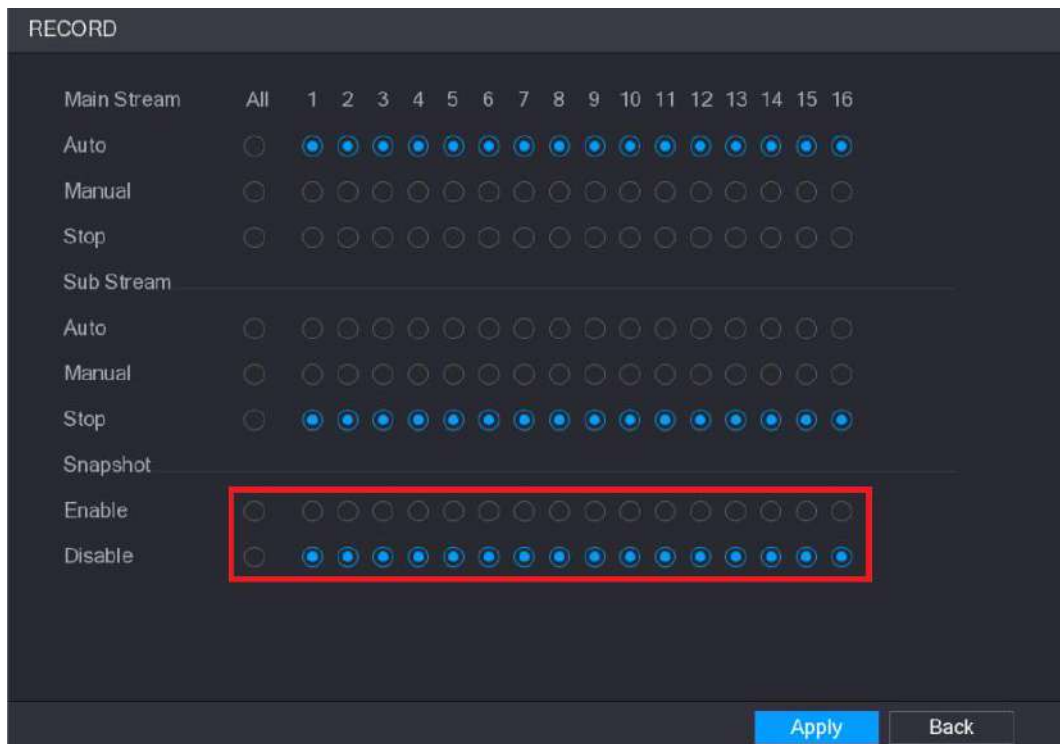 RECORD
Main Stream All 1 2 3 4 5 6 7 8 9 10 11 12 13 14 15 16
Auto
Manual
Stop
Sub Stream
Auto
Manual
Stop
Snapshot
Enable
Disable
Apply Back